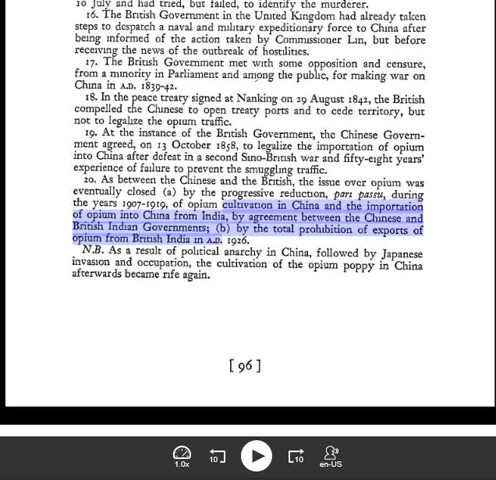 10 July and had tried, but failed, to identify the murderer.
16. The British Government in the United Kingdom had already taken
steps to despatch a naval and military expeditionary force to China after
being informed of the action taken by Commissioner Lin, but before
receiving the news of the outbreak of hostilities.
17. The British Government met with some opposition and censure,
from a minority in Parliament and among the public, for making war on
China in A.D. 1839-42.
18. In the peace treaty signed at Nanking on 29 August 1842, the British
compelled the Chinese to open treaty ports and to cede territory, but
not to legalize the opium traffic.
19. At the instance of the British Government, the Chinese Govern-
ment agreed, on 13 October 1858, to legalize the importation of opium
into China after defeat in a second Sino-British war and fifty-eight years'
experience of failure to prevent the smuggling traffic.
20. As between the Chinese and the British, the issue over opium was
eventually closed (a) by the progressive reduction, pari passu, during
the years 1907-1919, of opium cultivation in China and the importation
of opium into China from India, by agreement between the Chinese and
British Indian Governments; (b) by the total prohibition of exports of
opium from British India in A.D. 1926.
N.B. As a result of political anarchy in China, followed by Japanese
invasion and occupation, the cultivation of the opium poppy in China
afterwards became rife again.
[ 96 ]
10 10
1.0x en-US